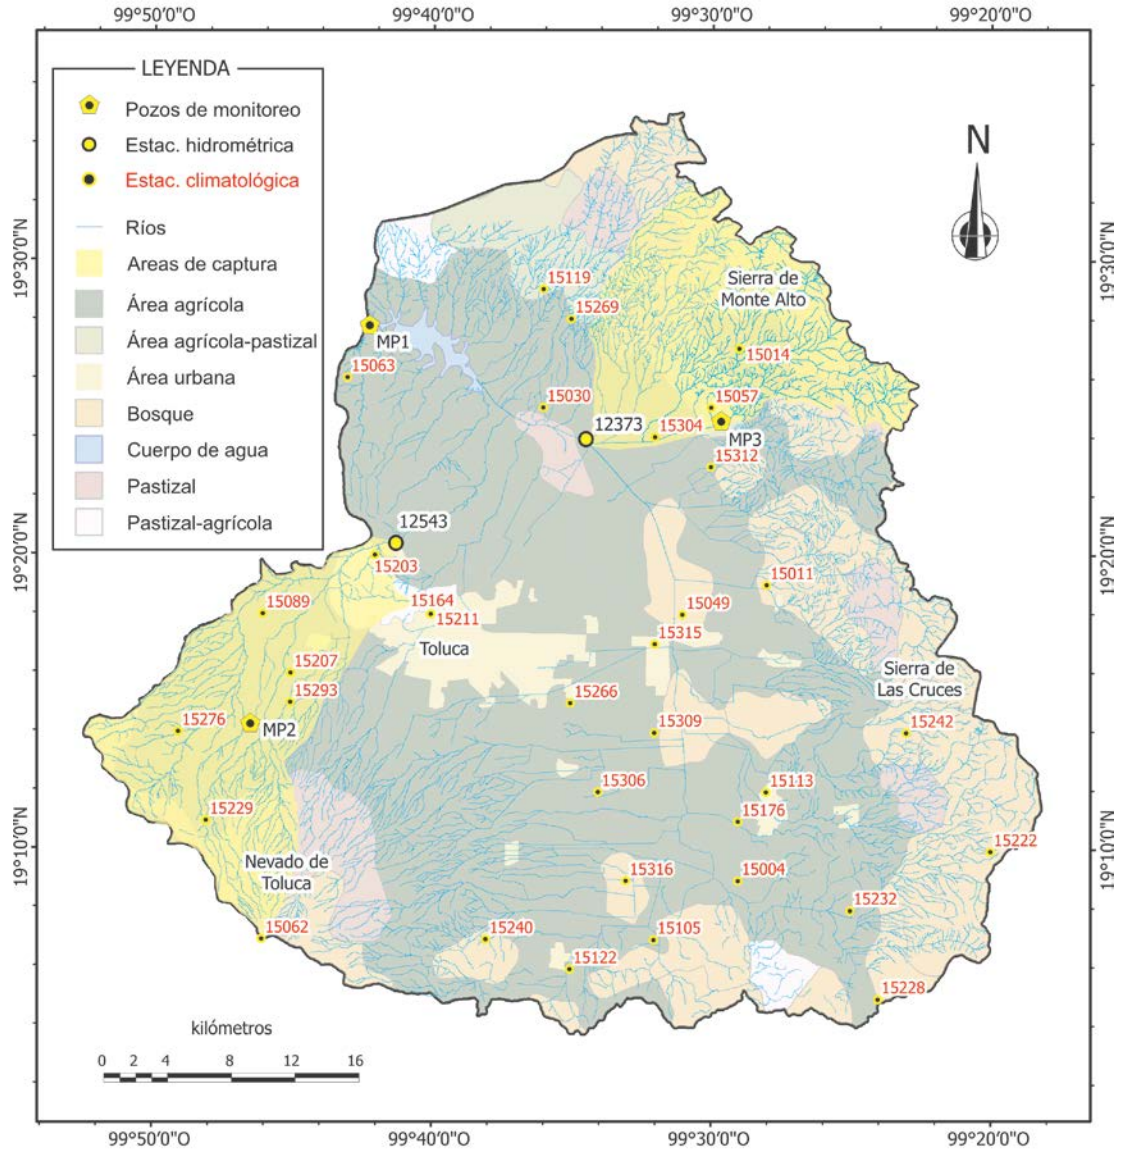 99°50'0"O
99°40'0"O
99°30'0"O
99°20'0"O
LEYENDA
Pozos de monitoreo
Estac. hidrométrica
Estac. climatológica
Ríos
Areas de captura
Área agrícola
Área agrícola-pastizal
Área urbana
Bosque
Cuerpo de agua
Pastizal
Pastizal-agrícola
N
19°30'0"N
19°30'0"N
15119
Sierra de
Monte Alto
15269
MP1
15014
15063
15030
15057
12373
15304
MP3
15312
12543
19°20'0"N
19°20'0"N
15203
15011
15089
15164
15049
15211
15315
Toluca
15207
Sierra de
Las Cruces
15293
15266
15276
MP2
15309
15242
15306
15113
15229
15176
19°10'0"N
19°10'0"N
15222
Nevado de
Toluca
15316
15004
15232
15062
15240
15105
15122
15228
kilómetros
0 2 4 8 12 16
99°50'0"O
99°40'0"O
99°30'0"O
99°20'0"O